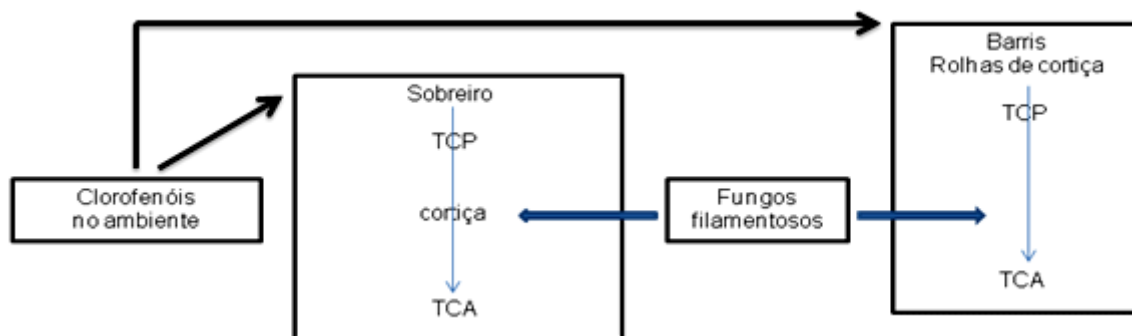 Barris
Rolhas de cortiça
TCP
TCA
Sobreiro
TCP
cortiça
TCA
Clorofenóis
no ambiente
Fungos
filamentosos